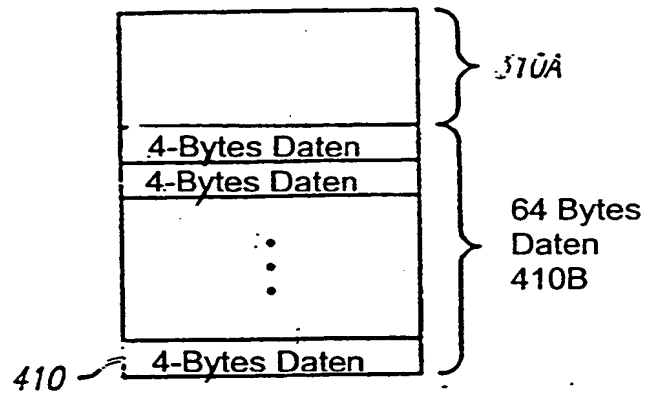 310A
4-Bytes Daten
4-Bytes Daten
64 Bytes
Daten
410B
4-Bytes Daten
410